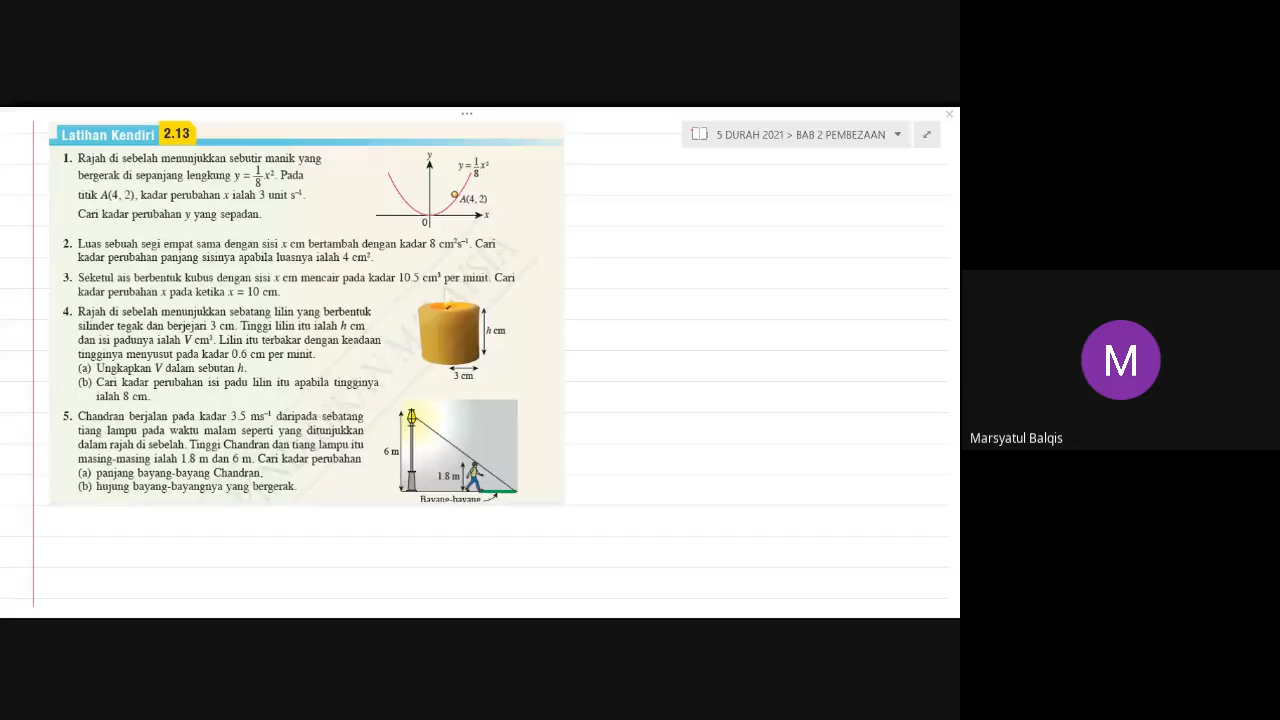 Latihan Kendiri 2.13
5 DURAH 2021 > BAB 2 PEMBEZAAN
1. Rajah di sebelah menunjukkan sebutir manik yang
bergerak di sepanjang lengkung y = 1/8 x². Pada
titik A(4, 2), kadar perubahan x ialah 3 unit s⁻¹.
Cari kadar perubahan y yang sepadan.
y
y = 1/8 x²
A(4, 2)
0
x
2. Luas sebuah segi empat sama dengan sisi x cm bertambah dengan kadar 8 cm²s⁻¹. Cari
kadar perubahan panjang sisinya apabila luasnya ialah 4 cm².
3. Seketul ais berbentuk kubus dengan sisi x cm mencair pada kadar 10.5 cm³ per minit. Cari
kadar perubahan x pada ketika x = 10 cm.
4. Rajah di sebelah menunjukkan sebatang lilin yang berbentuk
silinder tegak dan berjejari 3 cm. Tinggi lilin itu ialah h cm
dan isi padunya ialah V cm³. Lilin itu terbakar dengan keadaan
tingginya menyusut pada kadar 0.6 cm per minit.
(a) Ungkapkan V dalam sebutan h.
(b) Cari kadar perubahan isi padu lilin itu apabila tingginya
ialah 8 cm.
h cm
3 cm
5. Chandran berjalan pada kadar 3.5 ms⁻¹ daripada sebatang
tiang lampu pada waktu malam seperti yang ditunjukkan
dalam rajah di sebelah. Tinggi Chandran dan tiang lampu itu
masing-masing ialah 1.8 m dan 6 m. Cari kadar perubahan
(a) panjang bayang-bayang Chandran,
(b) hujung bayang-bayangnya yang bergerak.
6 m
1.8 m
Bayang-bayang
M
Marsyatul Balqis